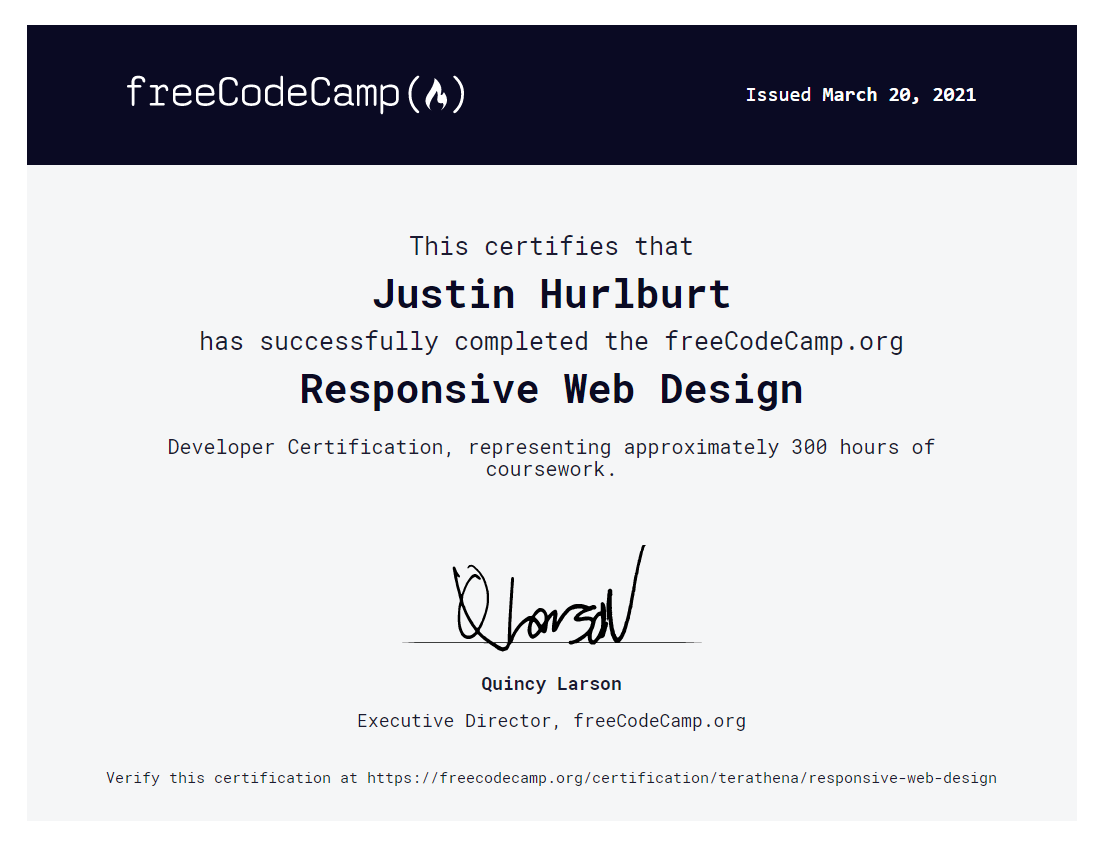 freeCodeCamp
Issued March 20, 2021
This certifies that
Justin Hurlburt
has successfully completed the freeCodeCamp.org
Responsive Web Design
Developer Certification, representing approximately 300 hours of
coursework.
Q Larson
Quincy Larson
Executive Director, freeCodeCamp.org
Verify this certification at https://freecodecamp.org/certification/terathena/responsive-web-design